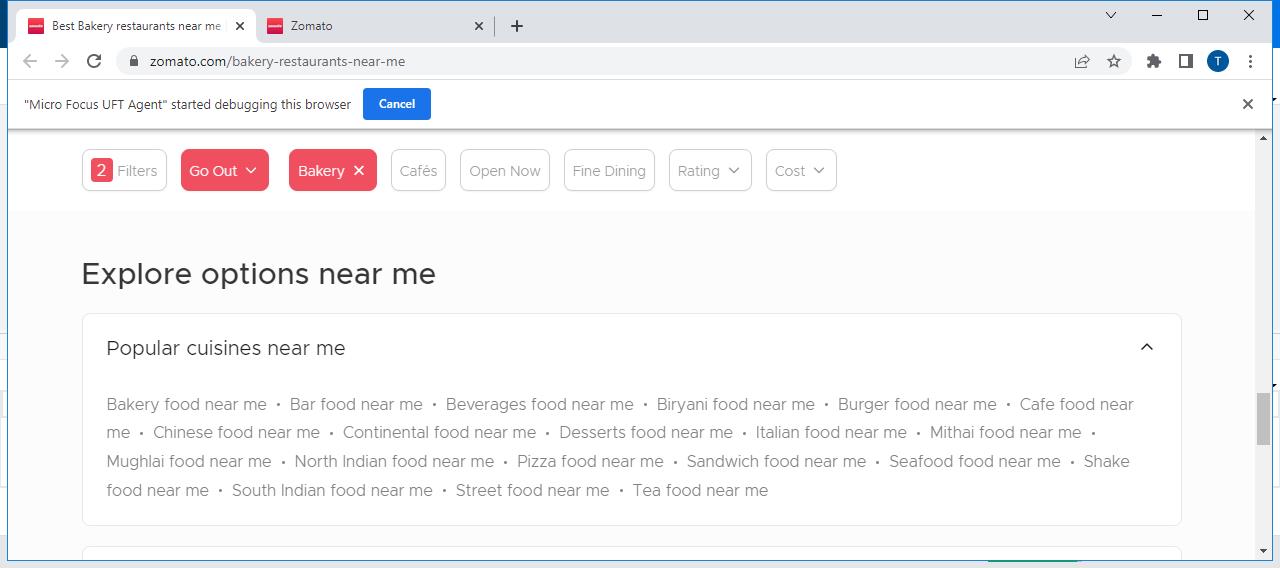 Best Bakery restaurants near me
Zomato
zomato.com/bakery-restaurants-near-me
T
"Micro Focus UFT Agent" started debugging this browser
Cancel
2 Filters
Go Out
Bakery
Cafés
Open Now
Fine Dining
Rating
Cost
Explore options near me
Popular cuisines near me
Bakery food near me • Bar food near me • Beverages food near me • Biryani food near me • Burger food near me • Cafe food near
me • Chinese food near me • Continental food near me • Desserts food near me • Italian food near me • Mithai food near me •
Mughlai food near me • North Indian food near me • Pizza food near me • Sandwich food near me • Seafood food near me • Shake
food near me • South Indian food near me • Street food near me • Tea food near me